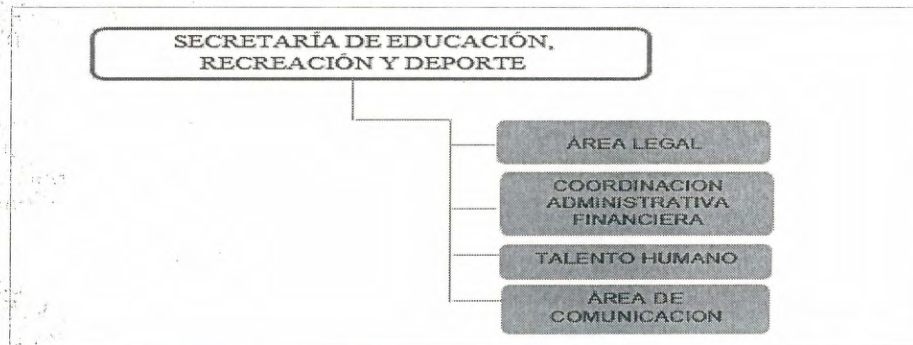 SECRETARÍA DE EDUCACIÓN,
RECREACIÓN Y DEPORTE
ÁREA LEGAL
COORDINACION
ADMINISTRATIVA
FINANCIERA
TALENTO HUMANO
ÁREA DE
COMUNICACION